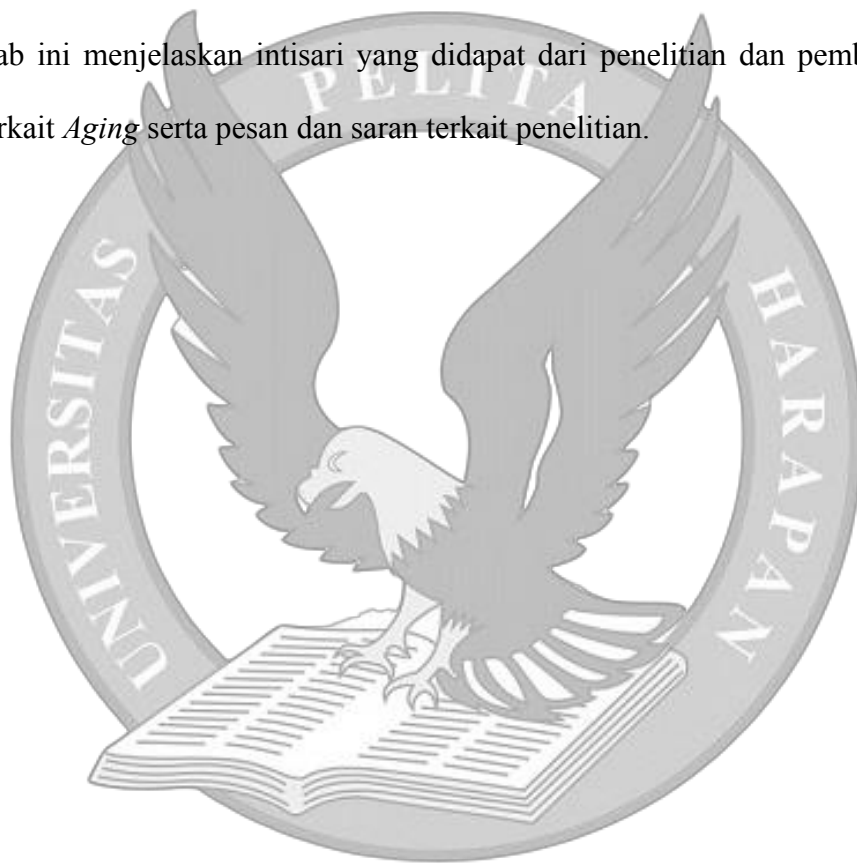 ab ini menjelaskan intisari yang didapat dari penelitian dan pemb
rkait Aging serta pesan dan saran terkait penelitian.
UNIVERSITAS PELITA HARAPAN